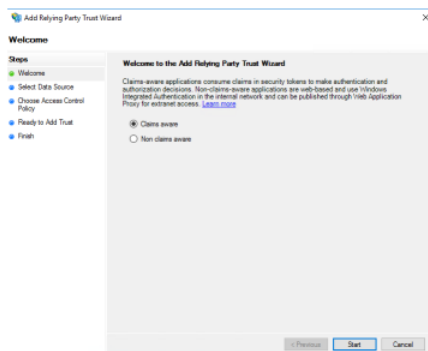 Add Relying Party Trust Wizard
Welcome
Steps
Welcome
Select Data Source
Choose Access Control
Policy
Ready to Add Trust
Finish
Welcome to the Add Relying Party Trust Wizard
Claims-aware applications consume claims in security tokens to make authentication and
authorization decisions. Non-claims-aware applications are web-based and use Windows
Integrated Authentication in the internal network and can be published through Web Application
Proxy for extranet access. Learn more
Claims aware
Non claims aware
< Previous
Start
Cancel